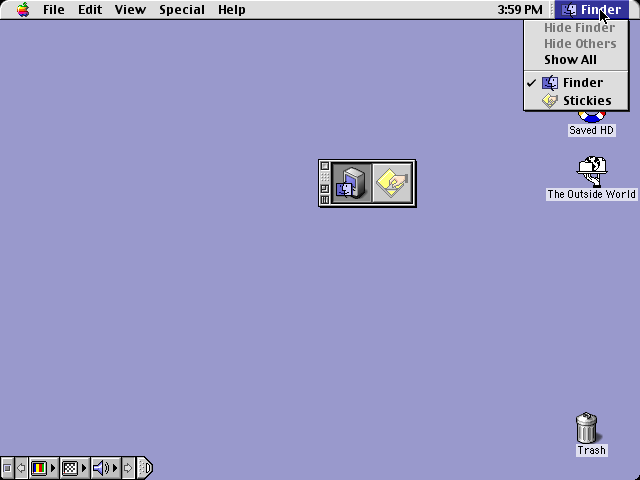 File Edit View Special Help 3:59 PM Finder
Hide Finder
Hide Others
Show All
Finder
Stickies
Saved HD
The Outside World
Trash